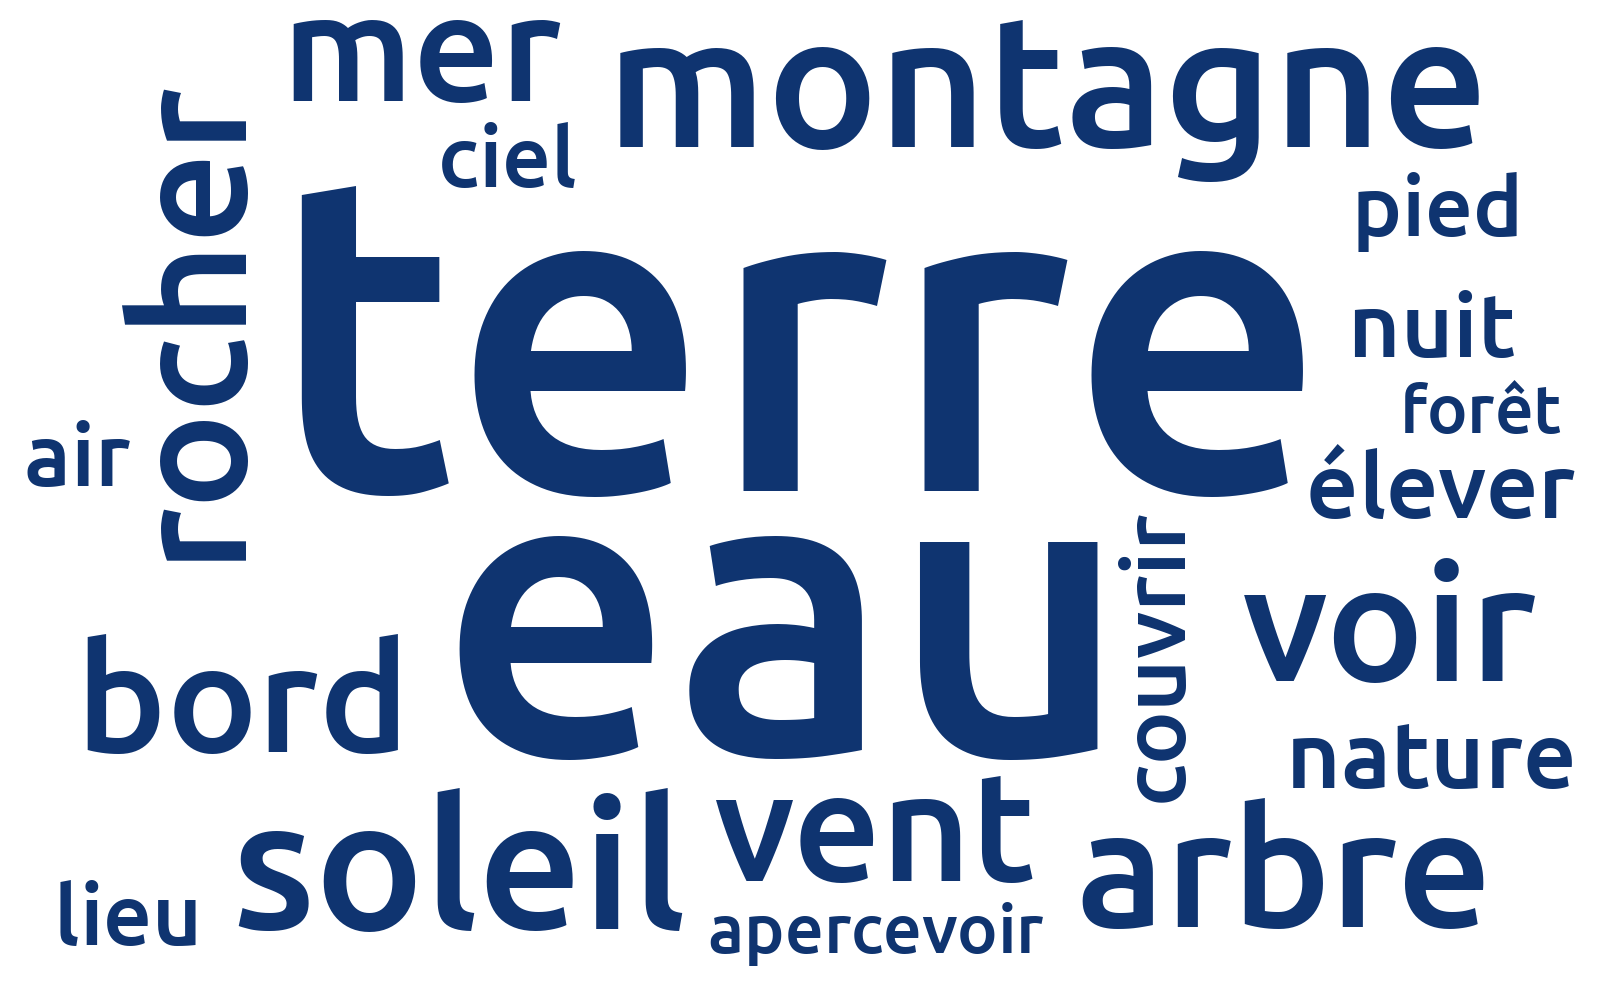 mer
montagne
ciel
rocher
pied
terre
nuit
forêt
air
élever
eau
couvrir
voir
bord
nature
soleil
vent
arbre
lieu
apercevoir